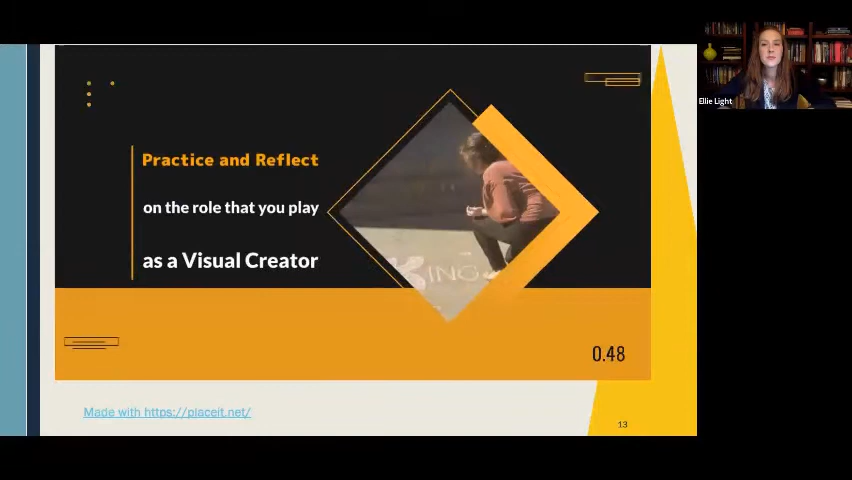 Ellie Light
Practice and Reflect
on the role that you play
as a Visual Creator
KING
0.48
Made with https://placeit.net/
13